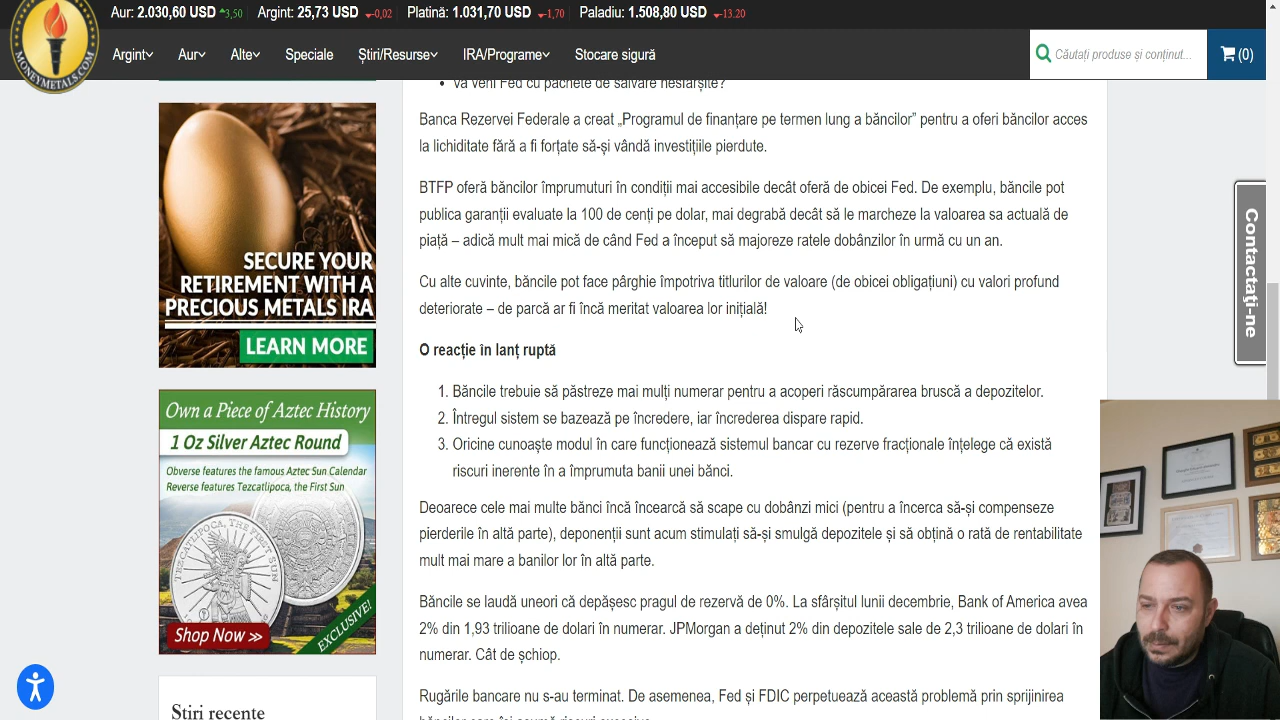 Aur: 2.030,60 USD 3,50 Argint: 25,73 USD -0,02 Platină: 1.031,70 USD -1,70 Paladiu: 1.508,80 USD -13.20
MONEYMETALS.COM
Argint Aur Alte Speciale Știri/Resurse IRA/Programe Stocare sigură
Căutați produse și conținut...
(0)
Va veni Fed cu pachete de salvare nesfârșite?
Banca Rezervei Federale a creat „Programul de finanțare pe termen lung a băncilor” pentru a oferi băncilor acces
la lichiditate fără a fi forțate să-și vândă investițiile pierdute.
BTFP oferă băncilor împrumuturi în condiții mai accesibile decât oferă de obicei Fed. De exemplu, băncile pot
publica garanții evaluate la 100 de cenți pe dolar, mai degrabă decât să le marcheze la valoarea sa actuală de
piață – adică mult mai mică de când Fed a început să majoreze ratele dobânzilor în urmă cu un an.
Cu alte cuvinte, băncile pot face pârghie împotriva titlurilor de valoare (de obicei obligațiuni) cu valori profund
deteriorate – de parcă ar fi încă meritat valoarea lor inițială!
O reacție în lanț ruptă
1. Băncile trebuie să păstreze mai mulți numerar pentru a acoperi răscumpărarea bruscă a depozitelor.
2. Întregul sistem se bazează pe încredere, iar încrederea dispare rapid.
3. Oricine cunoaște modul în care funcționează sistemul bancar cu rezerve fracționale înțelege că există
riscuri inerente în a împrumuta banii unei bănci.
Deoarece cele mai multe bănci încă încearcă să scape cu dobânzi mici (pentru a încerca să-și compenseze
pierderile în altă parte), deponenții sunt acum stimulați să-și smulgă depozitele și să obțină o rată de rentabilitate
mult mai mare a banilor lor în altă parte.
Băncile se laudă uneori că depășesc pragul de rezervă de 0%. La sfârșitul lunii decembrie, Bank of America avea
2% din 1,93 trilioane de dolari în numerar. JPMorgan a deținut 2% din depozitele sale de 2,3 trilioane de dolari în
numerar. Cât de șchiop.
Rugările bancare nu s-au terminat. De asemenea, Fed și FDIC perpetuează această problemă prin sprijinirea
SECURE YOUR
RETIREMENT WITH A
PRECIOUS METALS IRA
LEARN MORE
Own a Piece of Aztec History
1 Oz Silver Aztec Round
Obverse features the famous Aztec Sun Calendar
Reverse features Tezcatlipoca, the First Sun
TEZCATLIPOCA, THE FIRST SUN
Shop Now >>
EXCLUSIVE!
Știri recente
Contactați-ne